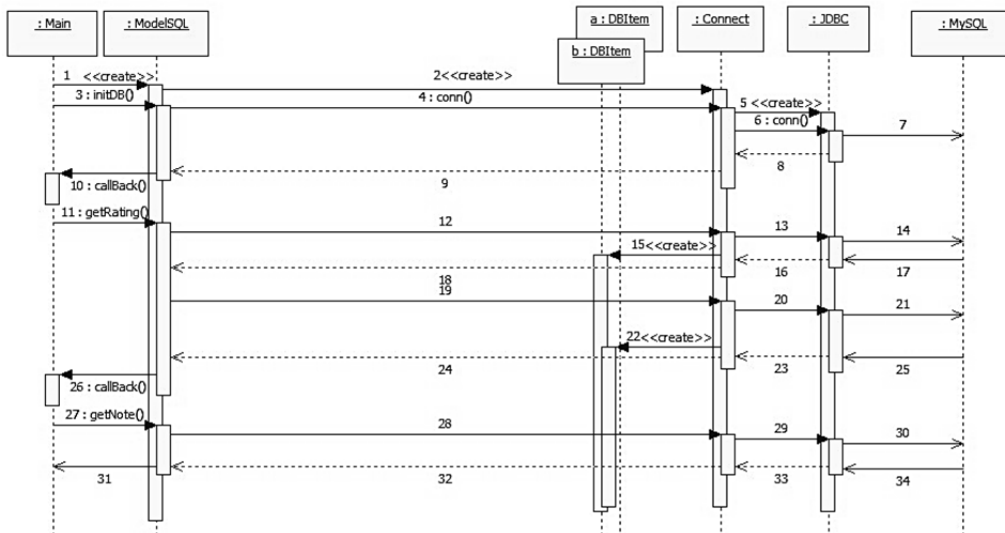 : Main
: ModelSQL
a : DBItem
b : DBItem
: Connect
: JDBC
: MySQL
1 <<create>>
2<<create>>
3 : initDB()
4 : conn()
5 <<create>>
6 : conn()
7
8
9
10 : callBack()
11 : getRating()
12
13
14
15<<create>>
16
17
18
19
20
21
22<<create>>
23
24
25
26 : callBack()
27 : getNote()
28
29
30
31
32
33
34